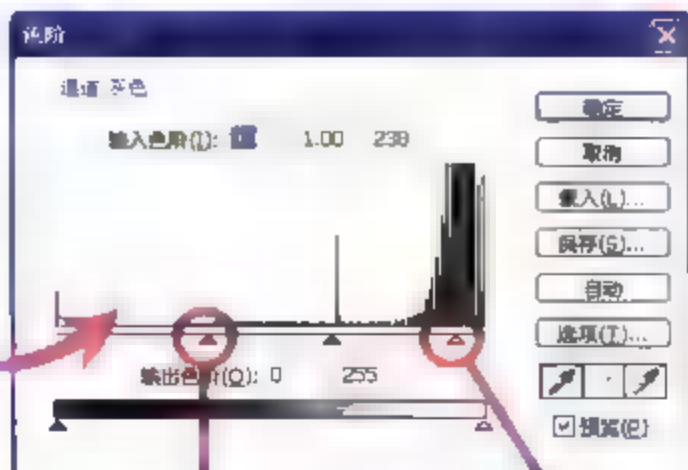 色阶
通道 灰色
输入色阶(I): 1.00 238
输出色阶(O): 0 255
确定
取消
载入(L)...
保存(S)...
自动
选项(T)...
预览(P)